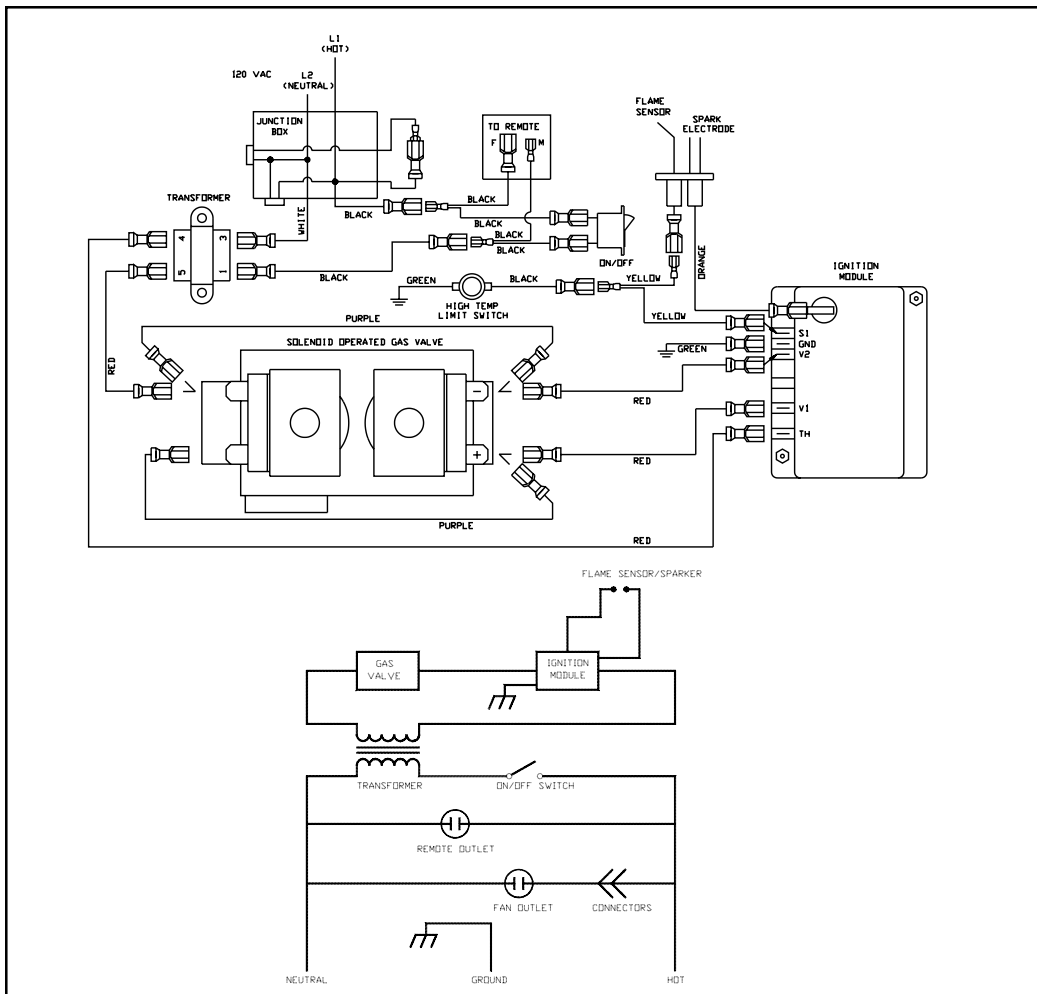 L1
(HOT)
120 VAC
L2
(NEUTRAL)
JUNCTION
BOX
TO REMOTE
F
M
FLAME
SENSOR
SPARK
ELECTRODE
TRANSFORMER
4
3
5
1
WHITE
BLACK
BLACK
BLACK
BLACK
BLACK
BLACK
ON/OFF
ORANGE
YELLOW
GREEN
BLACK
HIGH TEMP
LIMIT SWITCH
IGNITION
MODULE
YELLOW
S1
GND
V2
GREEN
V1
TH
PURPLE
SOLENOID OPERATED GAS VALVE
RED
-
+
RED
RED
PURPLE
RED
FLAME SENSOR/SPARKER
GAS
VALVE
IGNITION
MODULE
TRANSFORMER
ON/OFF SWITCH
REMOTE OUTLET
FAN OUTLET
CONNECTORS
NEUTRAL
GROUND
HOT